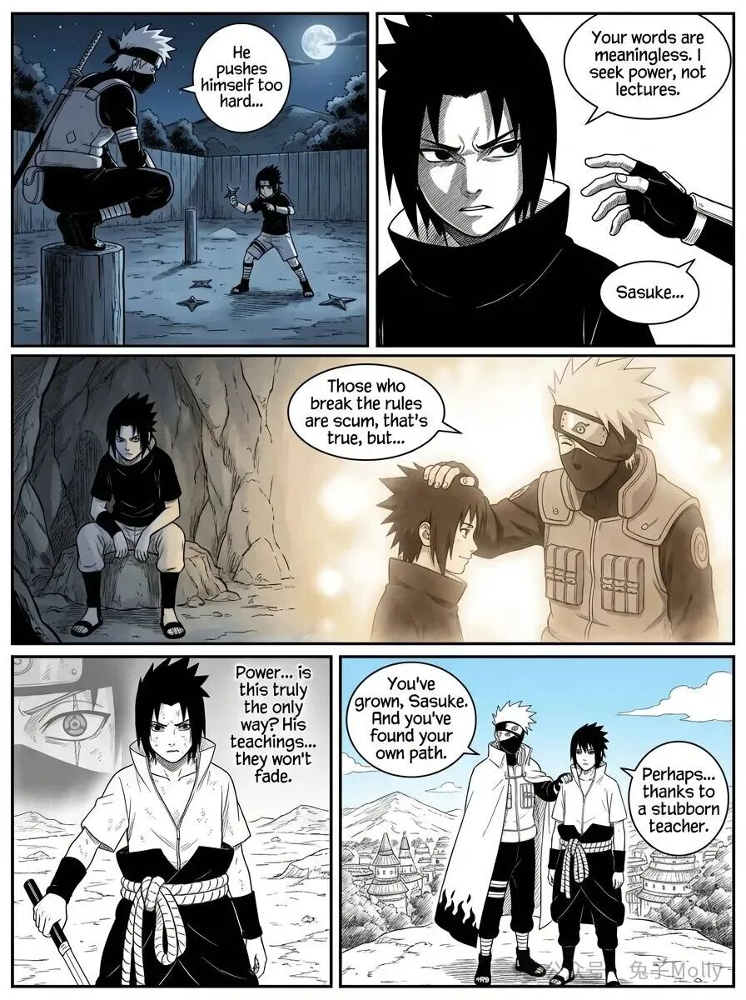 He
pushes
himself too
hard...
Your words are
meaningless. I
seek power, not
lectures.
Sasuke...
Those who
break the rules
are scum, that's
true, but...
Power... is
this truly
the only
way? His
teachings...
they won't
fade.
You've
grown, Sasuke.
And you've
found your
own path.
Perhaps...
thanks to
a stubborn
teacher.
公众号 兔子Molly